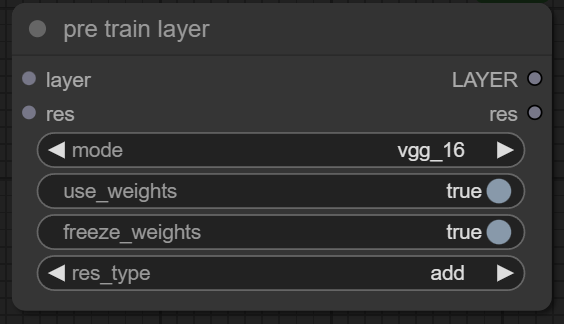 pre train layer
layer LAYER
res res
mode vgg_16
use_weights true
freeze_weights true
res_type add